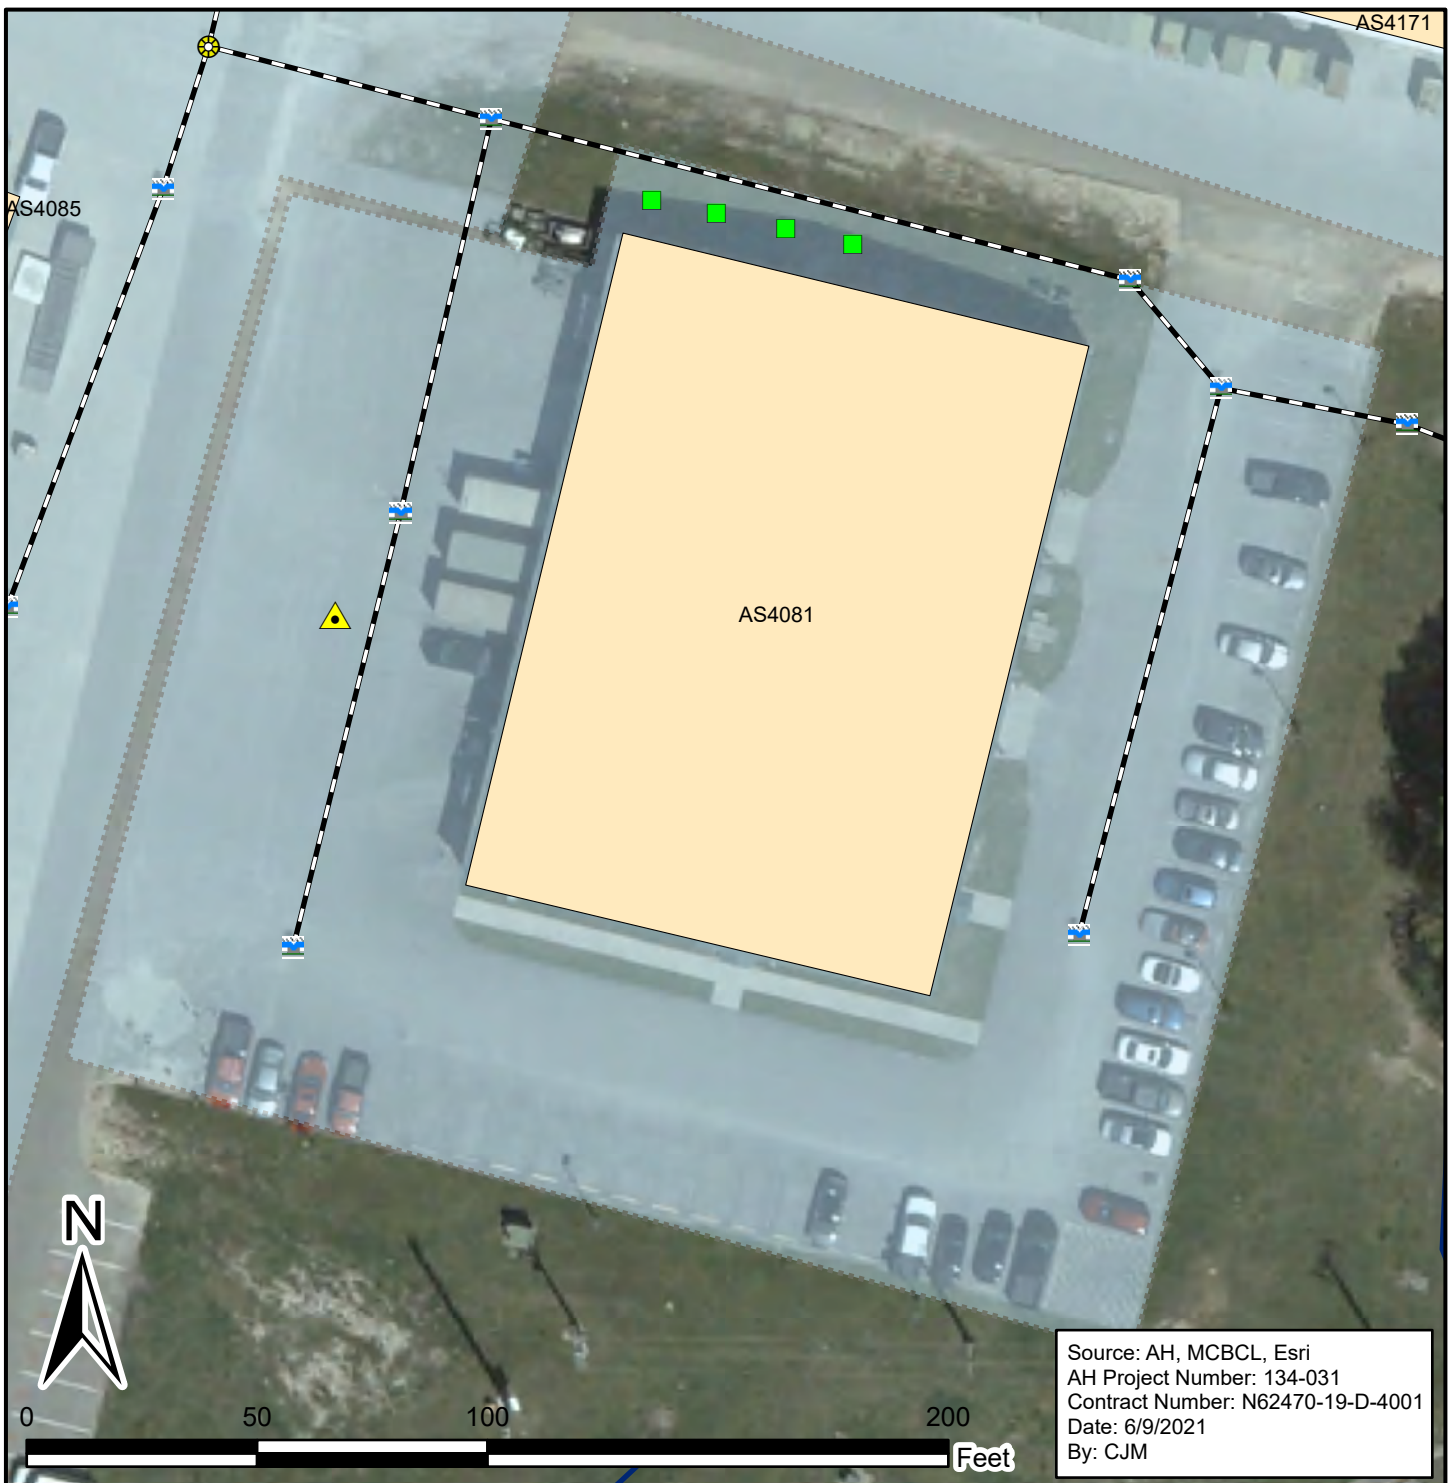 AS4171
AS4085
AS4081
N
0 50 100 200
Feet
Source: AH, MCBCL, Esri
AH Project Number: 134-031
Contract Number: N62470-19-D-4001
Date: 6/9/2021
By: CJM